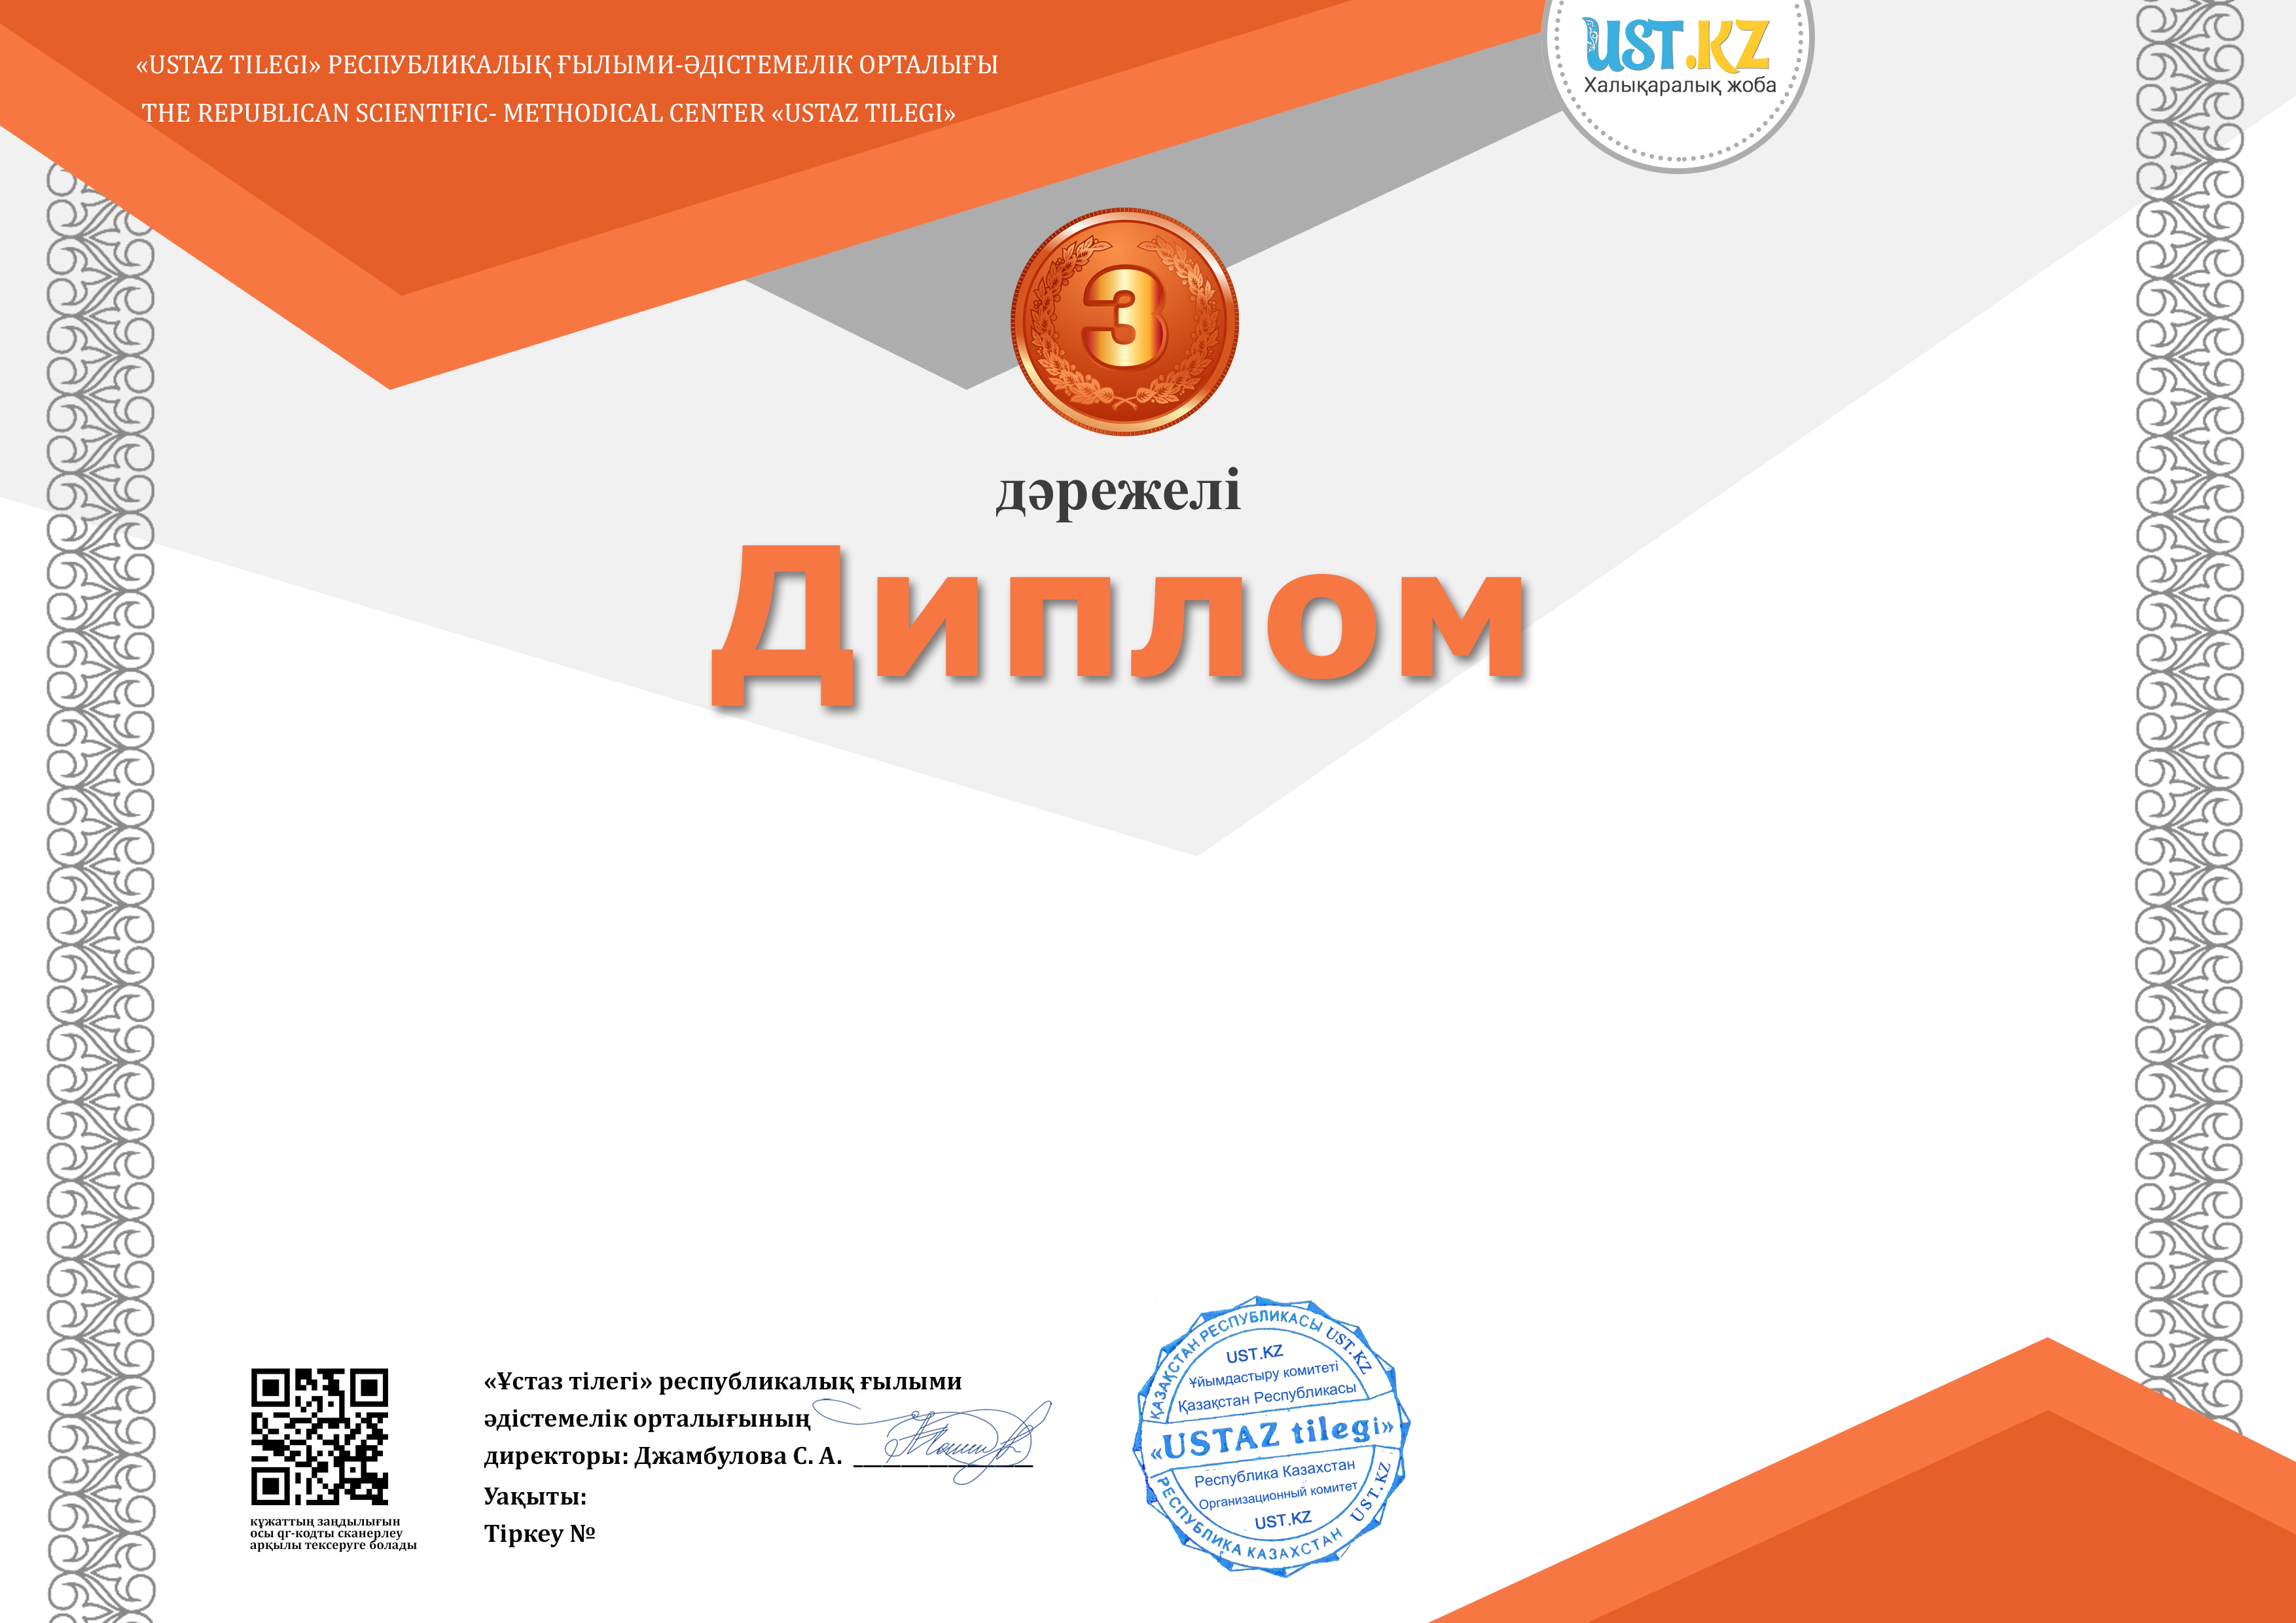 «USTAZ TILEGI» РЕСПУБЛИКАЛЫҚ ҒЫЛЫМИ-ӘДІСТЕМЕЛІК ОРТАЛЫҒЫ
THE REPUBLICAN SCIENTIFIC- METHODICAL CENTER «USTAZ TILEGI»
UST.KZ
Халықаралық жоба
3
дәрежелі
Диплом
«Ұстаз тілегі» республикалық ғылыми
әдістемелік орталығының
директоры: Джамбулова С. А. ________________
Уақыты:
Тіркеу №
құжаттың заңдылығын
осы qr-кодты сканерлеу
арқылы тексеруге болады
ҚАЗАҚСТАН РЕСПУБЛИКАСЫ UST.KZ
UST.KZ
Ұйымдастыру комитеті
Қазақстан Республикасы
«USTAZ tilegi»
Республика Казахстан
Организационный комитет
UST.KZ
РЕСПУБЛИКА КАЗАХСТАН UST.KZ